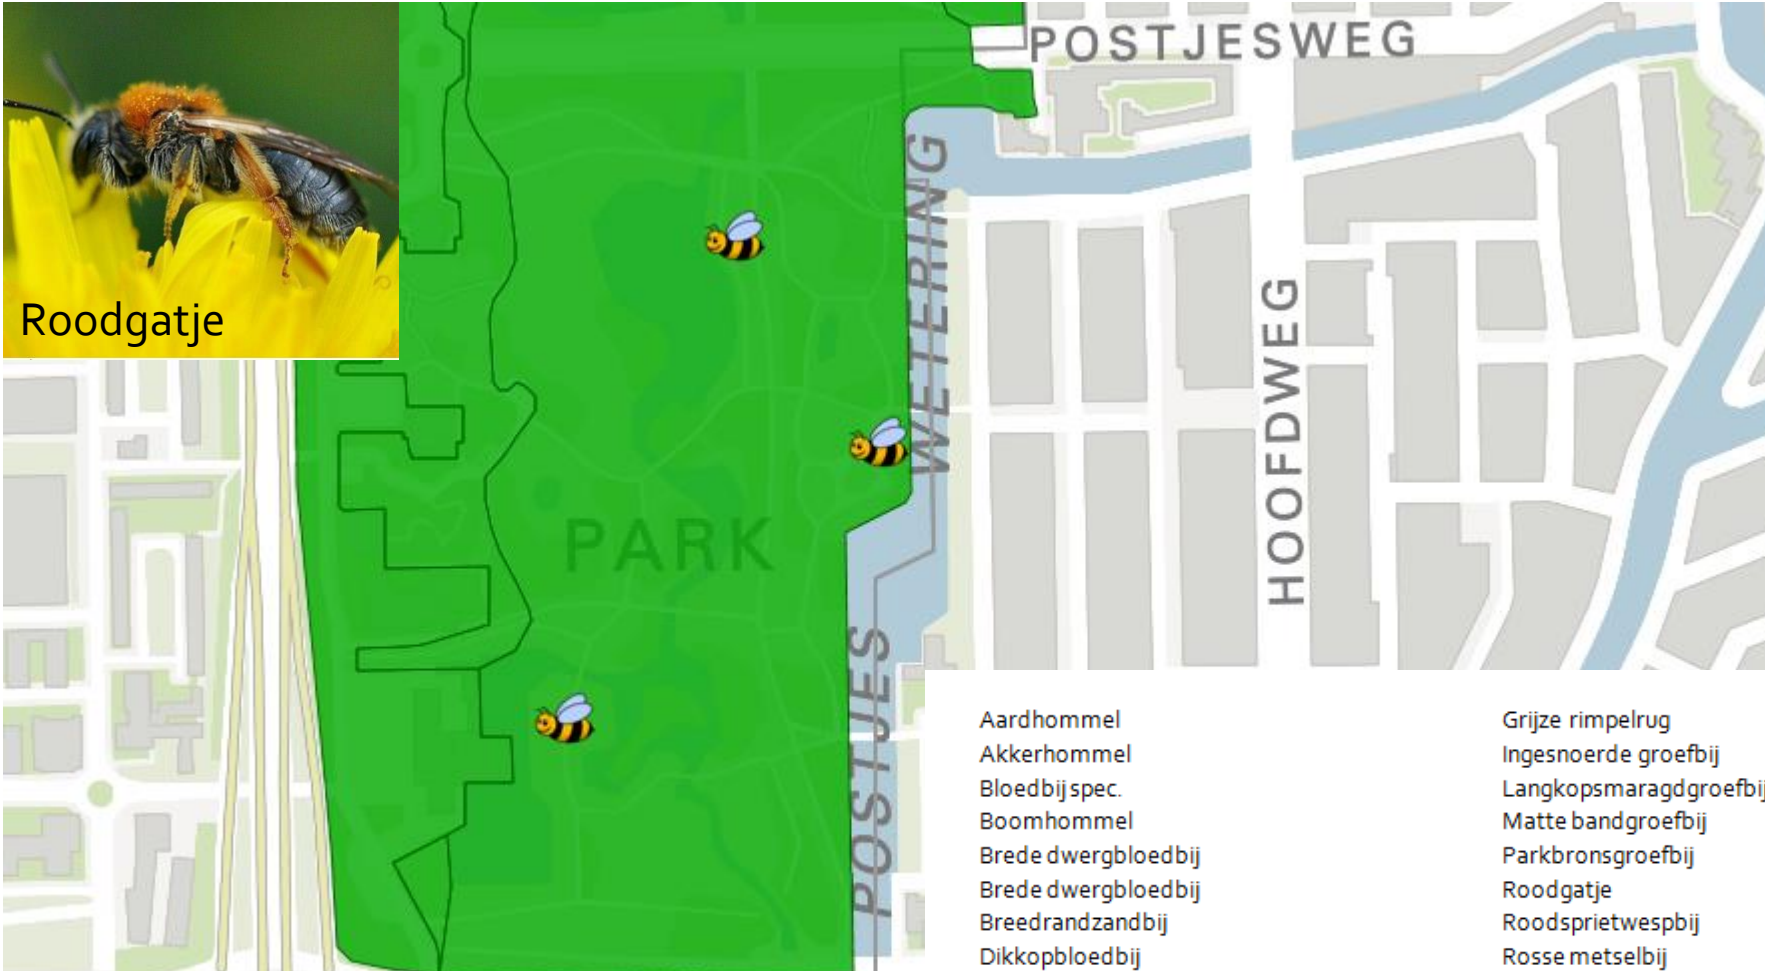 Roodgatje
POSTJESWEG
POSTJES WETERING
HOOFDWEG
PARK
Aardhommel
Akkerhommel
Bloedbij spec.
Boomhommel
Brede dwergbloedbij
Brede dwergbloedbij
Breedrandzandbij
Dikkopbloedbij
Grijze rimpelrug
Ingesnoerde groefbij
Langkopsmaragdgroefbij
Matte bandgroefbij
Parkbronsgroefbij
Roodgatje
Roodsprietwespbij
Rosse metselbij